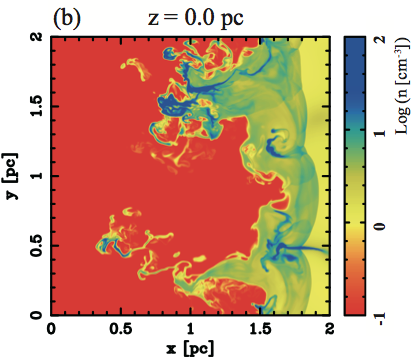 (b) z = 0.0 pc
2
1.5
1
0.5
0
y [pc]
0 0.5 1 1.5 2
x [pc]
2
1
0
-1
Log (n [cm⁻³])